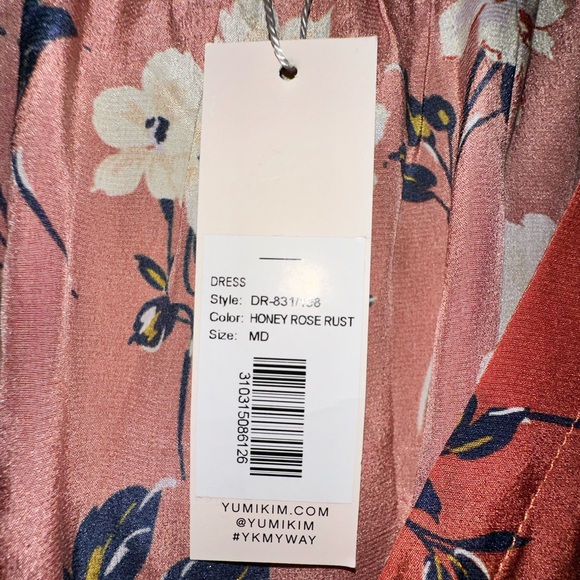 DRESS
Style: 
Color: HONEY ROSE RUST
Size: MD
310315086126
YUMIKIM.COM
@YUMIKIM
#YKMYWAY